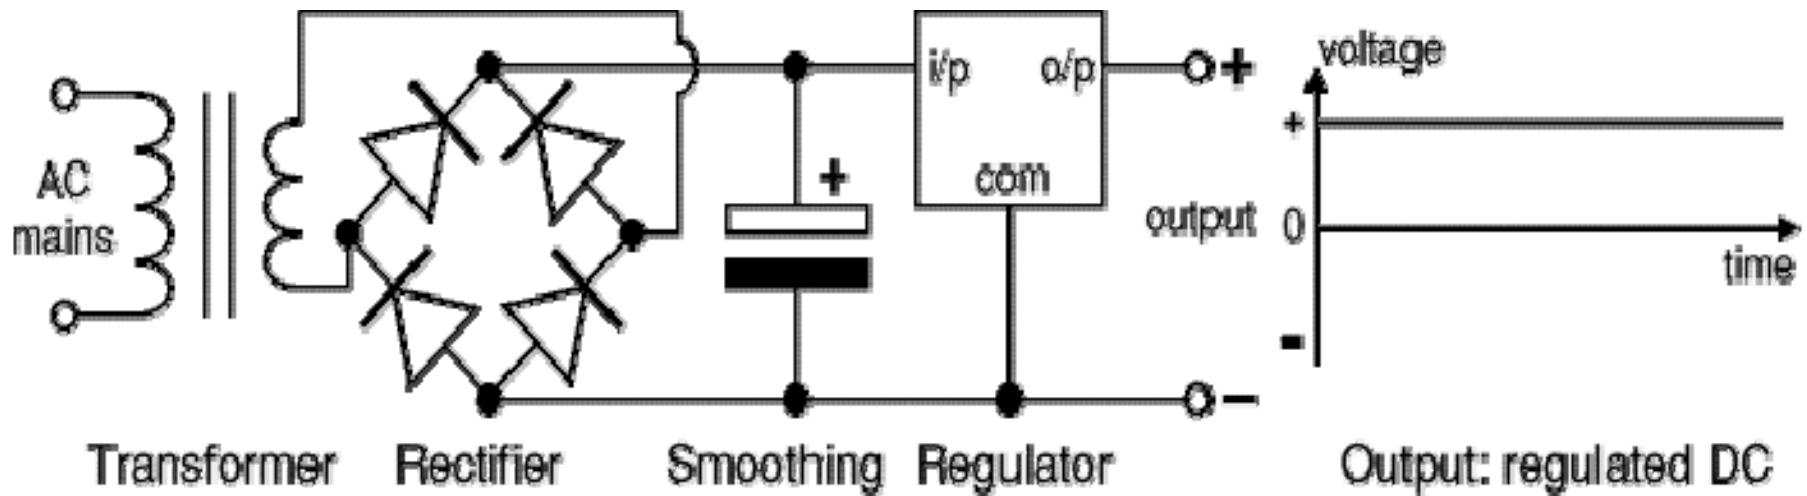 AC
mains
+
i/p
o/p
com
+
−
output
voltage
+
0
-
time
Transformer
Rectifier
Smoothing
Regulator
Output: regulated DC